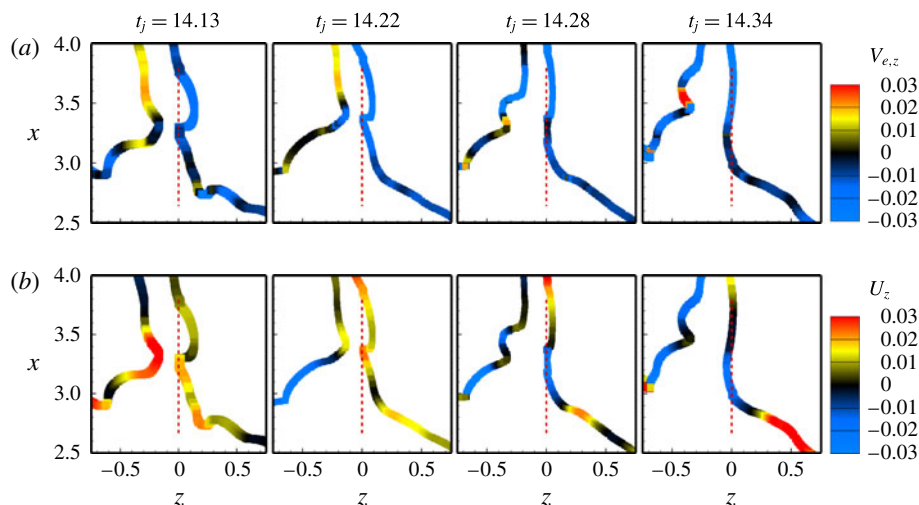 t_j = 14.13 t_j = 14.22 t_j = 14.28 t_j = 14.34
(a) 4.0 V_{e,z}
3.5 0.03
x 0.02
3.0 0.01
0
−0.01
−0.02
2.5 −0.03
(b) 4.0 U_z
3.5 0.03
x 0.02
3.0 0.01
0
−0.01
−0.02
2.5 −0.03
−0.5 0 0.5 −0.5 0 0.5 −0.5 0 0.5 −0.5 0 0.5
z z z z